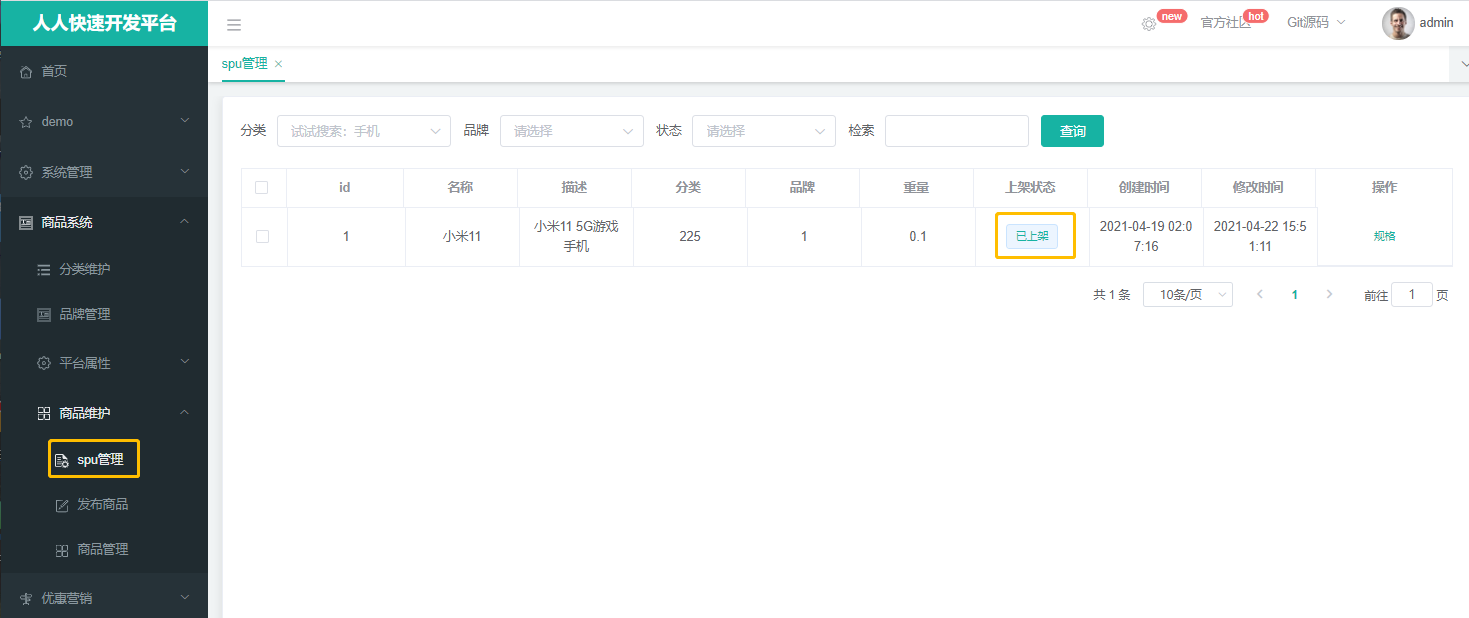 人人快速开发平台
new
官方社区
hot
Git源码
admin
首页
demo
系统管理
商品系统
分类维护
品牌管理
平台属性
商品维护
spu管理
发布商品
商品管理
优惠营销
spu管理
分类 试试搜索：手机 品牌 请选择 状态 请选择 检索 查询
id 名称 描述 分类 品牌 重量 上架状态 创建时间 修改时间 操作
1 小米11 小米11 5G游戏手机 225 1 0.1 已上架 2021-04-19 02:07:16 2021-04-22 15:51:11 规格
共 1 条 10条/页 1 前往 1 页